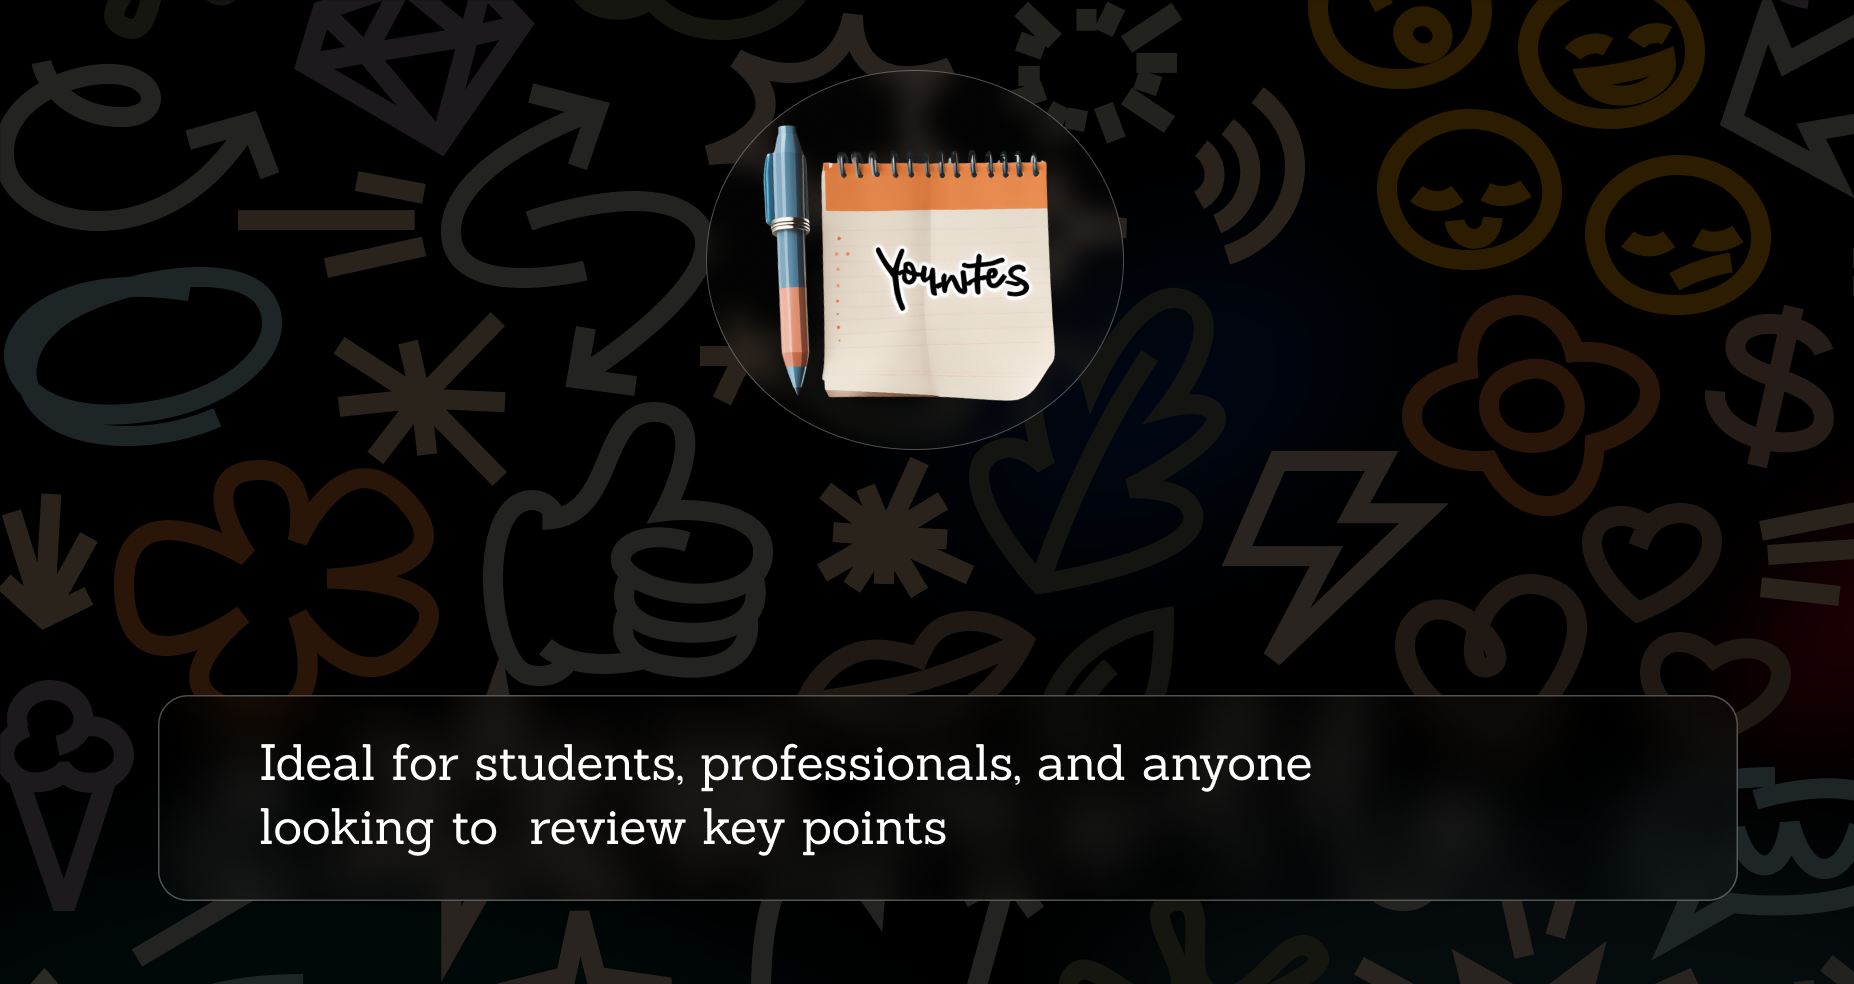 Younites
Ideal for students, professionals, and anyone
looking to  review key points